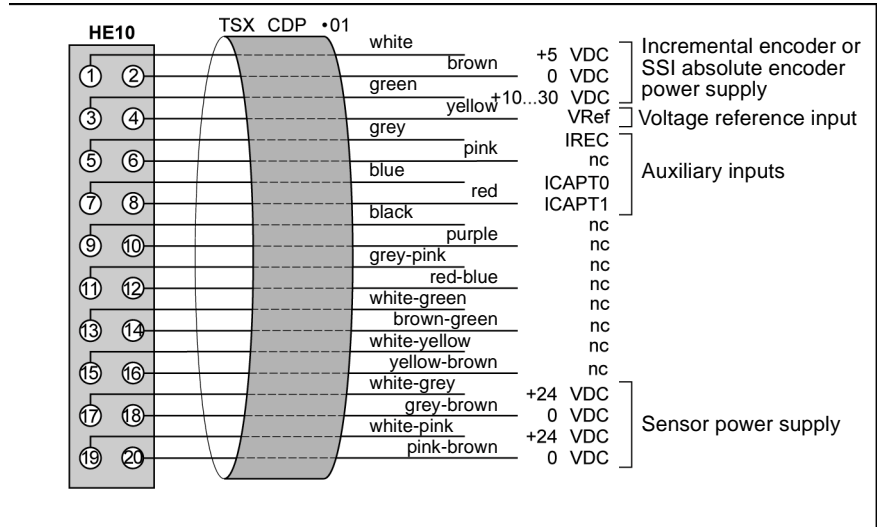 HE10
TSX CDP •01
white
brown
green
yellow
grey
pink
blue
red
black
purple
grey-pink
red-blue
white-green
brown-green
white-yellow
yellow-brown
white-grey
grey-brown
white-pink
pink-brown
1 2
3 4
5 6
7 8
9 10
11 12
13 14
15 16
17 18
19 20
+5 VDC
0 VDC
+10...30 VDC
VRef
IREC
nc
ICAPT0
ICAPT1
nc
nc
nc
nc
nc
nc
nc
nc
+24 VDC
0 VDC
+24 VDC
0 VDC
Incremental encoder or
SSI absolute encoder
power supply
Voltage reference input
Auxiliary inputs
Sensor power supply